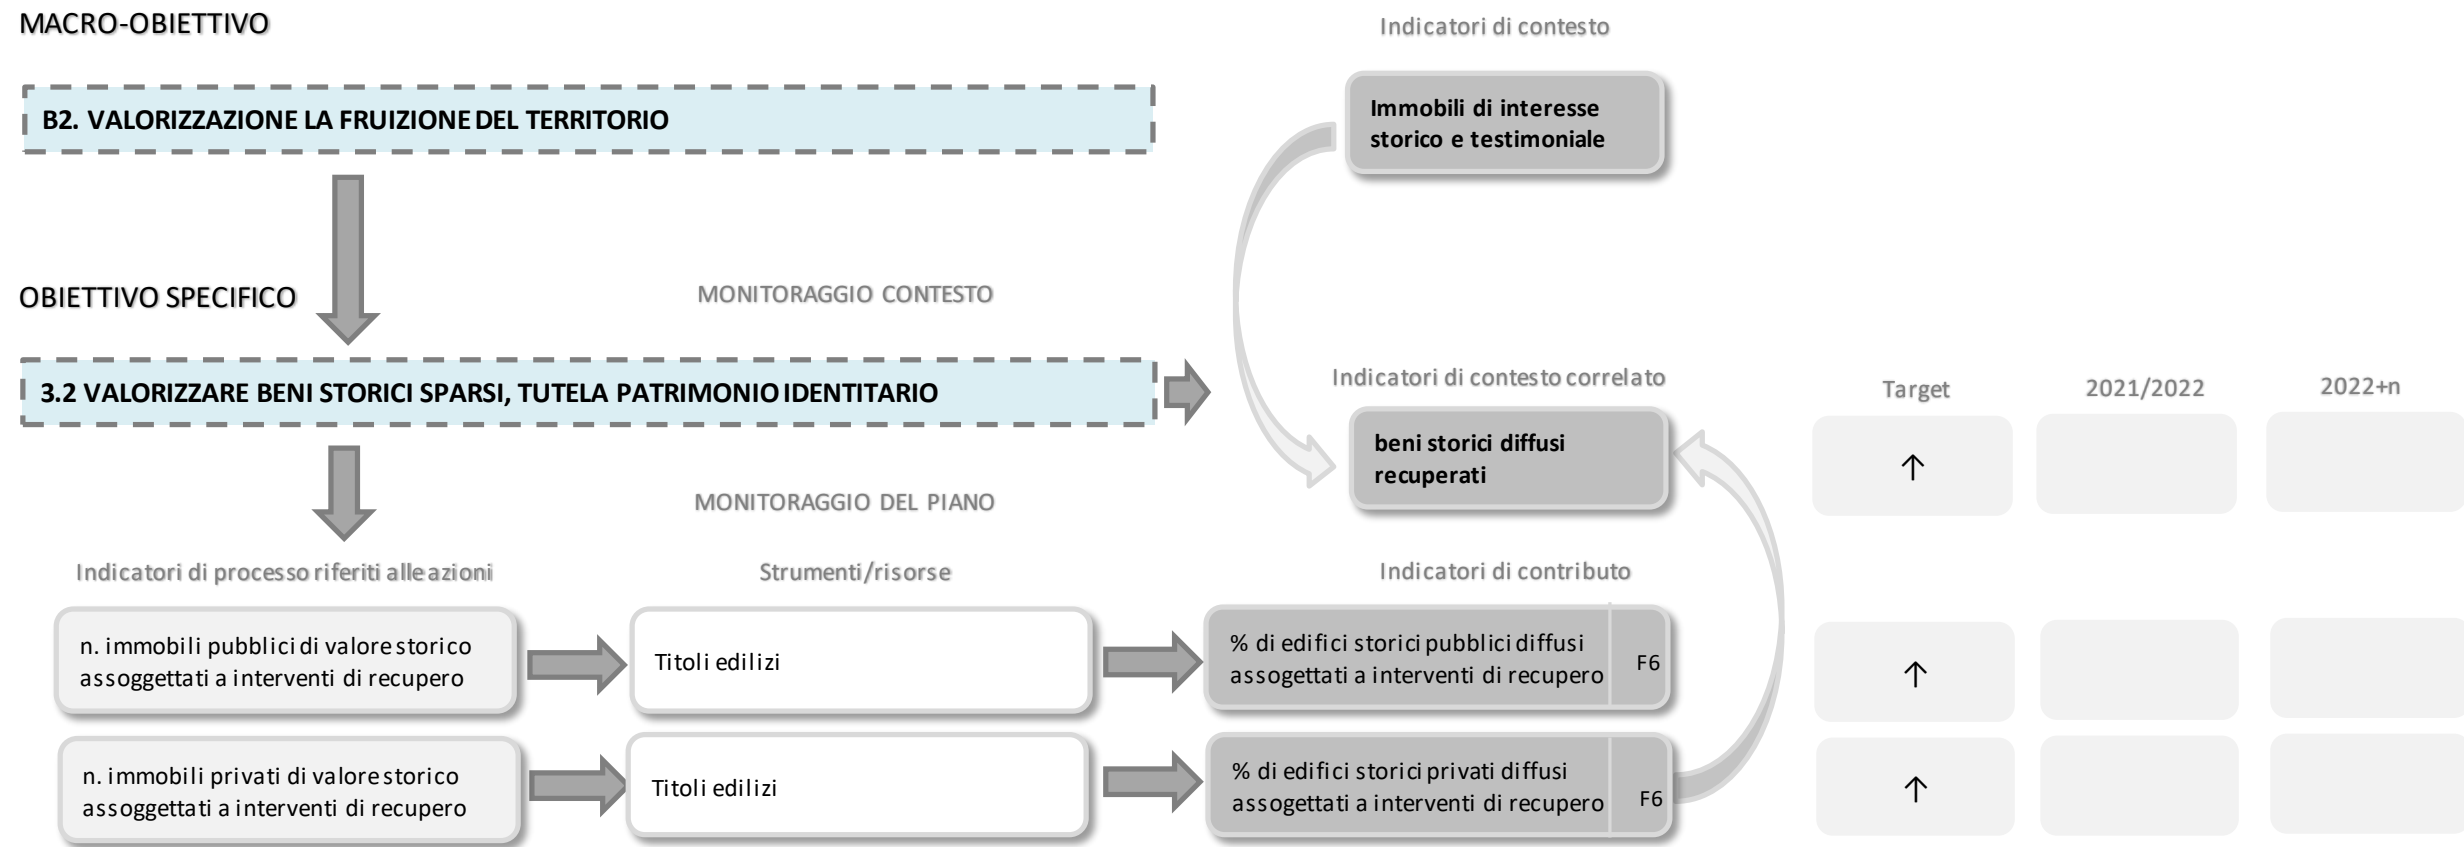 MACRO-OBIETTIVO
Indicatori di contesto
B2. VALORIZZAZIONE LA FRUIZIONE DEL TERRITORIO
Immobili di interesse
storico e testimoniale
OBIETTIVO SPECIFICO
MONITORAGGIO CONTESTO
3.2 VALORIZZARE BENI STORICI SPARSI, TUTELA PATRIMONIO IDENTITARIO
Indicatori di contesto correlato
Target
2021/2022
2022+n
beni storici diffusi
recuperati
↑
MONITORAGGIO DEL PIANO
Indicatori di processo riferiti alle azioni
Strumenti/risorse
Indicatori di contributo
n. immobili pubblici di valore storico
assoggettati a interventi di recupero
Titoli edilizi
% di edifici storici pubblici diffusi
assogettati a interventi di recupero
F6
↑
n. immobili privati di valore storico
assoggettati a interventi di recupero
Titoli edilizi
% di edifici storici privati diffusi
assogettati a interventi di recupero
F6
↑